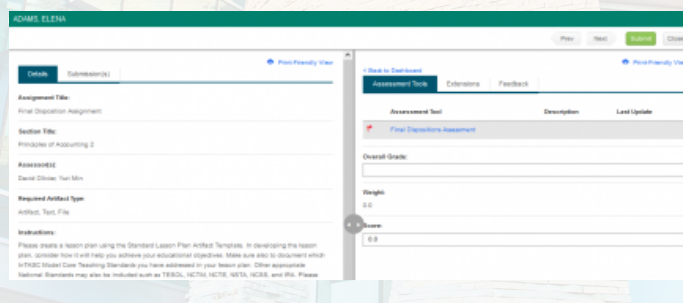 ADAMS, ELENA
Prev Next Submit Close
Print-Friendly View
Details Submission(s)
Assignment Title:
Final Disposition Assignment
Section Title:
Principles of Accounting 2
Assessor(s):
David Olivier, Yuri Min
Required Artifact Type:
Artifact, Text, File
Instructions:
Please create a lesson plan using the Standard Lesson Plan Artifact Template. In developing the lesson
plan, consider how it will help you achieve your educational objectives. Make sure also to document which
InTASC Model Core Teaching Standards you have addressed in your lesson plan. Other appropriate
National Standards may also be included such as TESOL, NCTM, NCTE, NSTA, NCSS, and IRA. Please
Print-Friendly
< Back to Dashboard
Assessment Tools Extensions Feedback
Assessment Tool Description Last Update
Final Dispositions Assessment
Overall Grade:
Weight:
0.0
Score:
0.0